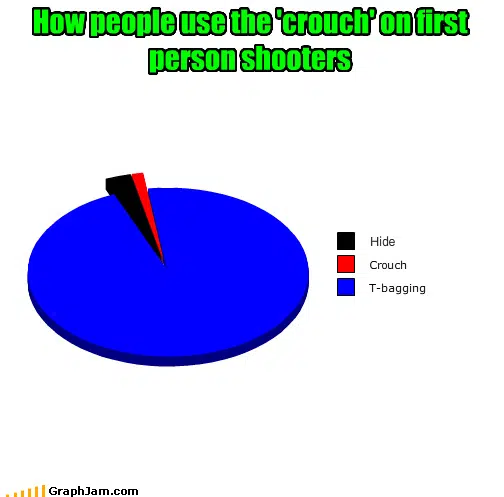 How people use the 'crouch' on first
person shooters
Hide
Crouch
T-bagging
GraphJam.com